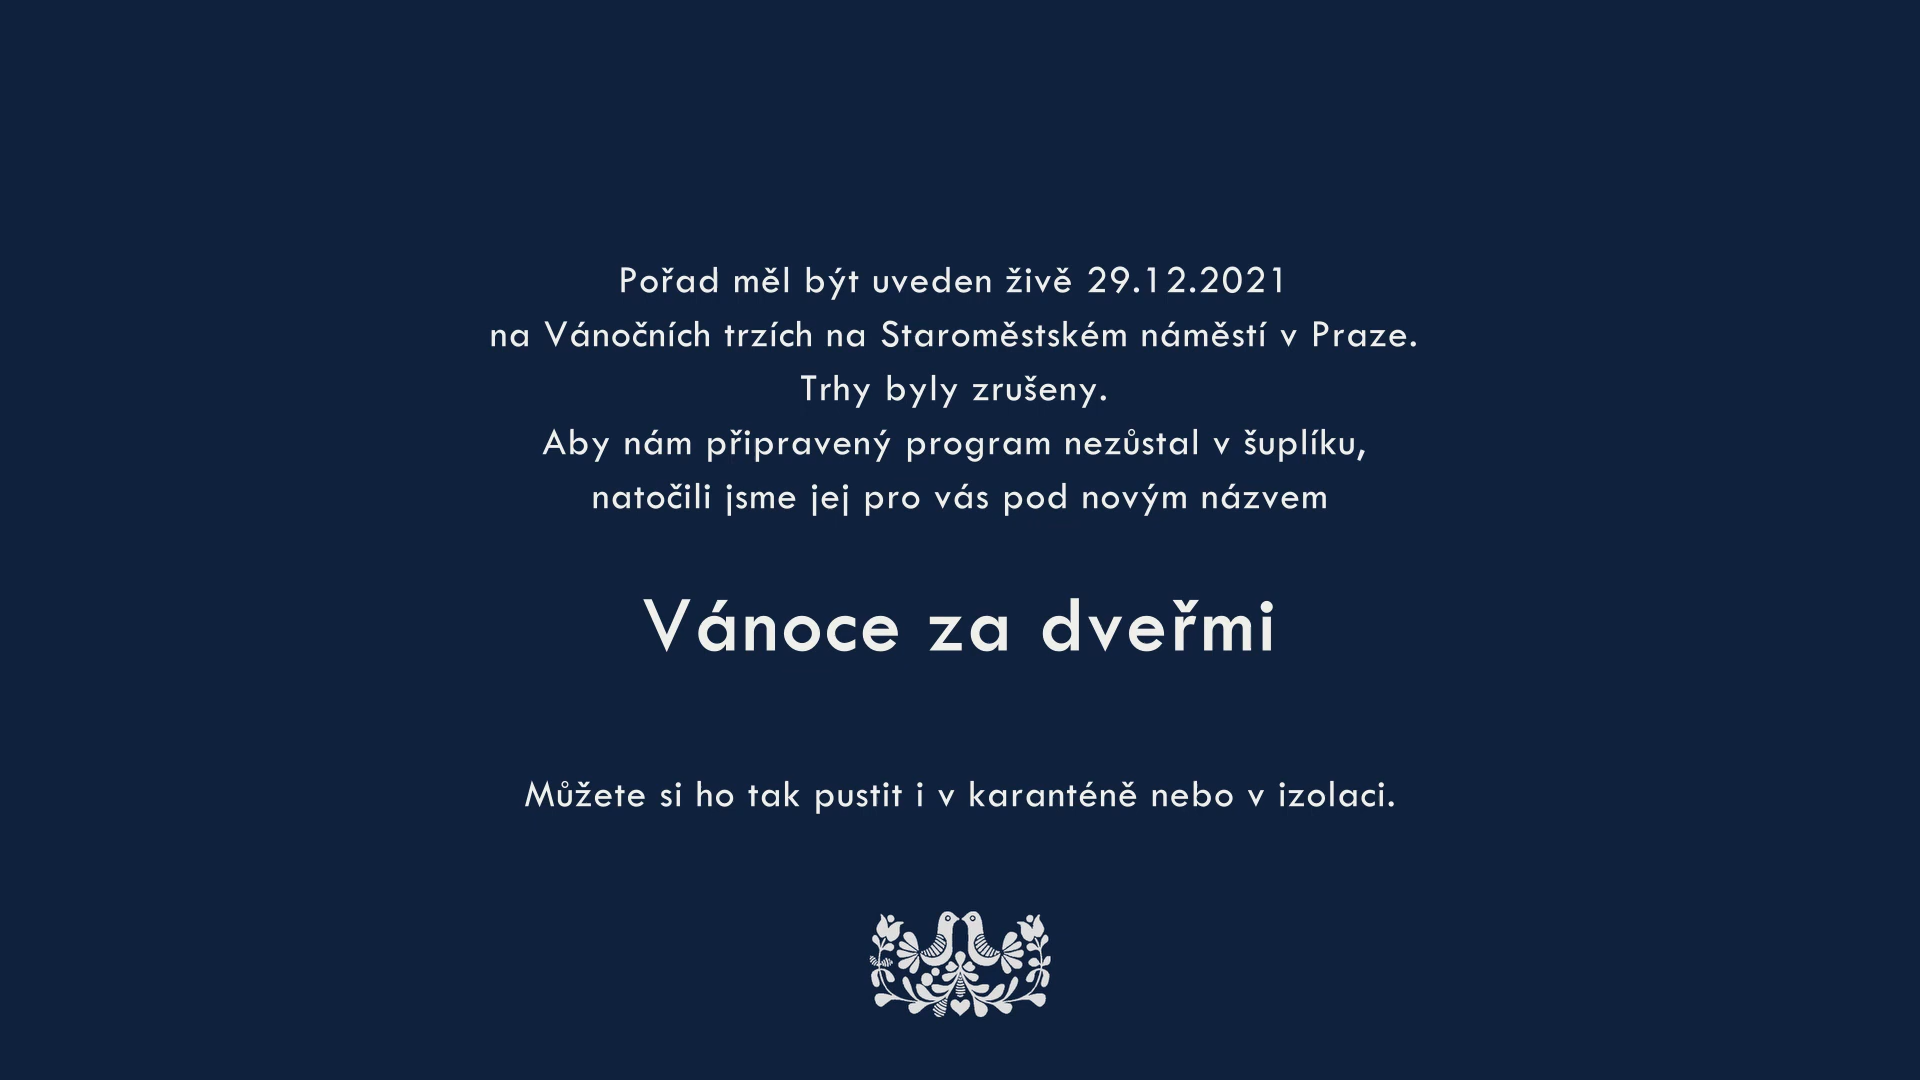 Pořad měl být uveden živě 29.12.2021
na Vánočních trzích na Staroměstském náměstí v Praze.
Trhy byly zrušeny.
Aby nám připravený program nezůstal v šuplíku,
natočili jsme jej pro vás pod novým názvem
Vánoce za dveřmi
Můžete si ho tak pustit i v karanténě nebo v izolaci.